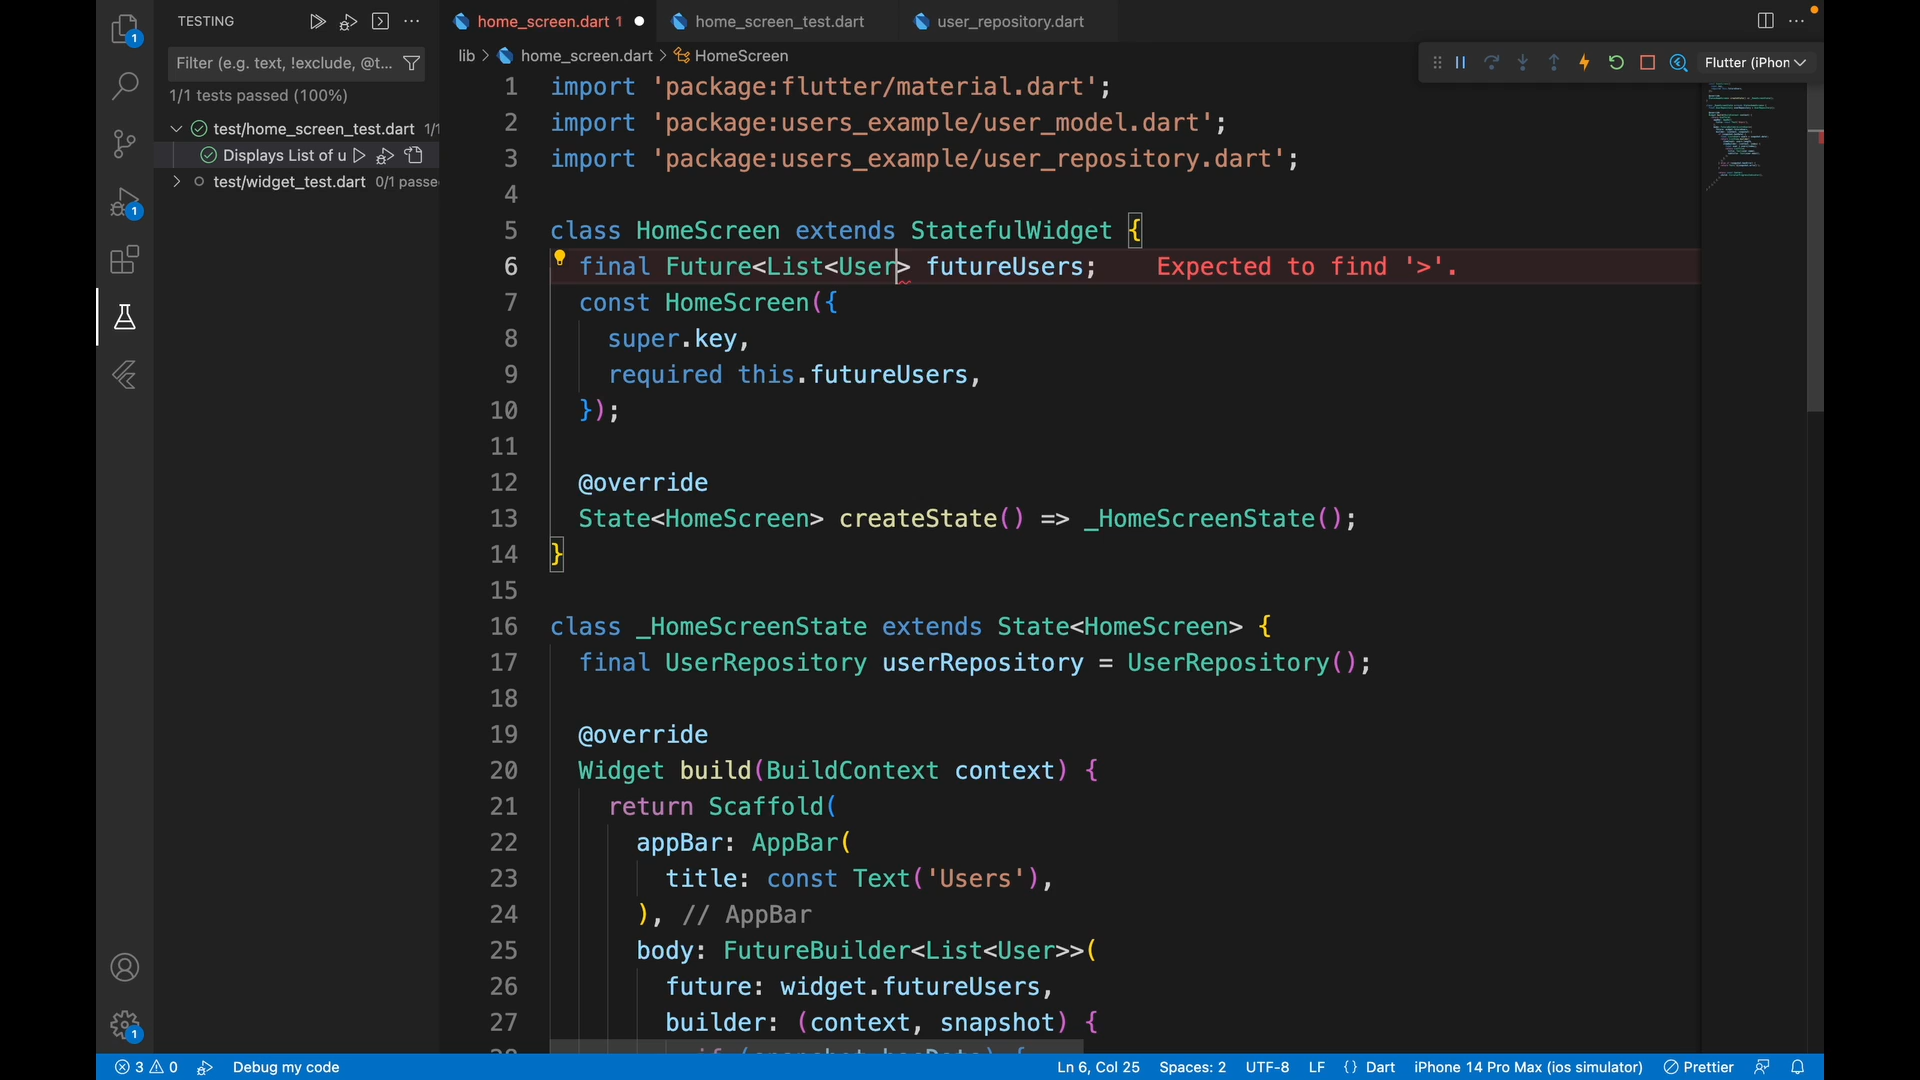 TESTING
Filter (e.g. text, !exclude, @t...
1/1 tests passed (100%)
test/home_screen_test.dart 1/1
Displays List of u
test/widget_test.dart 0/1 passe
1
1
1
home_screen.dart 1
home_screen_test.dart
user_repository.dart
lib > home_screen.dart > HomeScreen
Flutter (iPhon
1 import 'package:flutter/material.dart';
2 import 'package:users_example/user_model.dart';
3 import 'package:users_example/user_repository.dart';
4
5 class HomeScreen extends StatefulWidget {
6 final Future<List<User> futureUsers; Expected to find '>'.
7 const HomeScreen({
8 super.key,
9 required this.futureUsers,
10 });
11
12 @override
13 State<HomeScreen> createState() => _HomeScreenState();
14 }
15
16 class _HomeScreenState extends State<HomeScreen> {
17 final UserRepository userRepository = UserRepository();
18
19 @override
20 Widget build(BuildContext context) {
21 return Scaffold(
22 appBar: AppBar(
23 title: const Text('Users'),
24 ), // AppBar
25 body: FutureBuilder<List<User>>(
26 future: widget.futureUsers,
27 builder: (context, snapshot) {
3 0 Debug my code
Ln 6, Col 25 Spaces: 2 UTF-8 LF {} Dart iPhone 14 Pro Max (ios simulator) Prettier